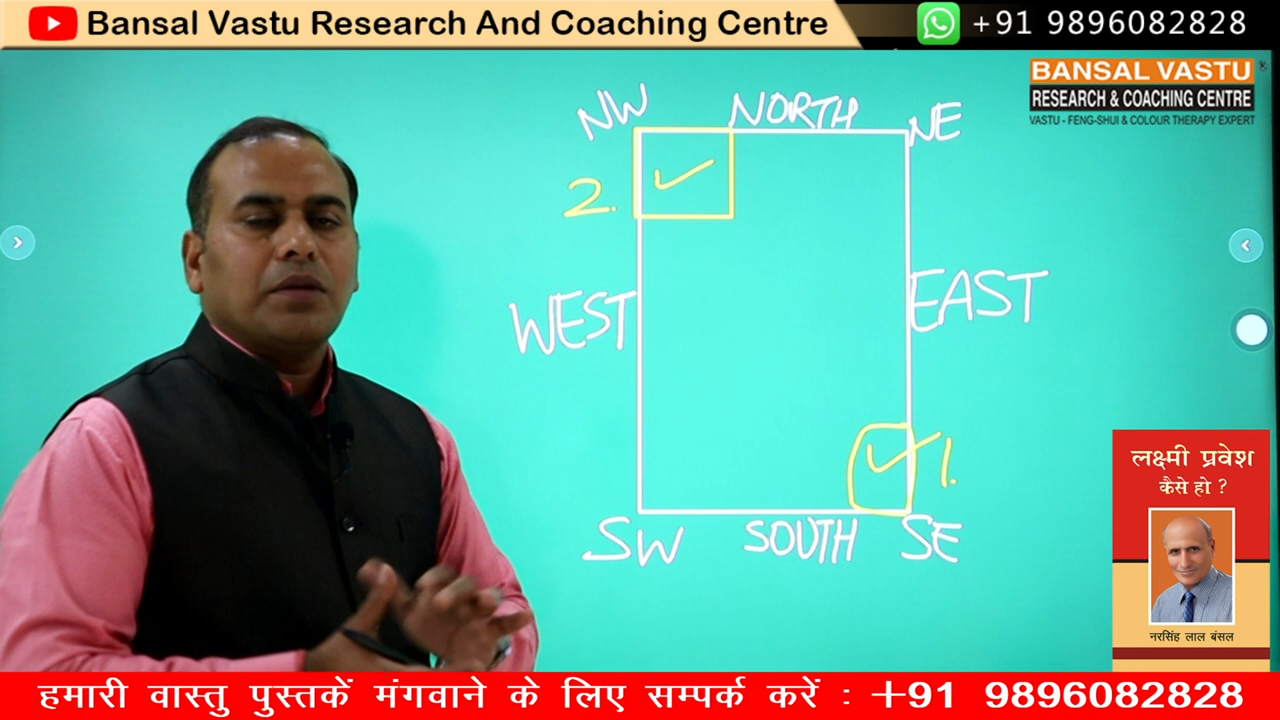 Bansal Vastu Research And Coaching Centre
+91 9896082828
BANSAL VASTU
RESEARCH & COACHING CENTRE
VASTU - FENG-SHUI & COLOUR THERAPY EXPERT
NW NORTH NE
2.
WEST EAST
1.
SW SOUTH SE
लक्ष्मी प्रवेश
कैसे हो ?
नरसिंह लाल बंसल
हमारी वास्तु पुस्तकें मंगवाने के लिए सम्पर्क करें : +91 9896082828